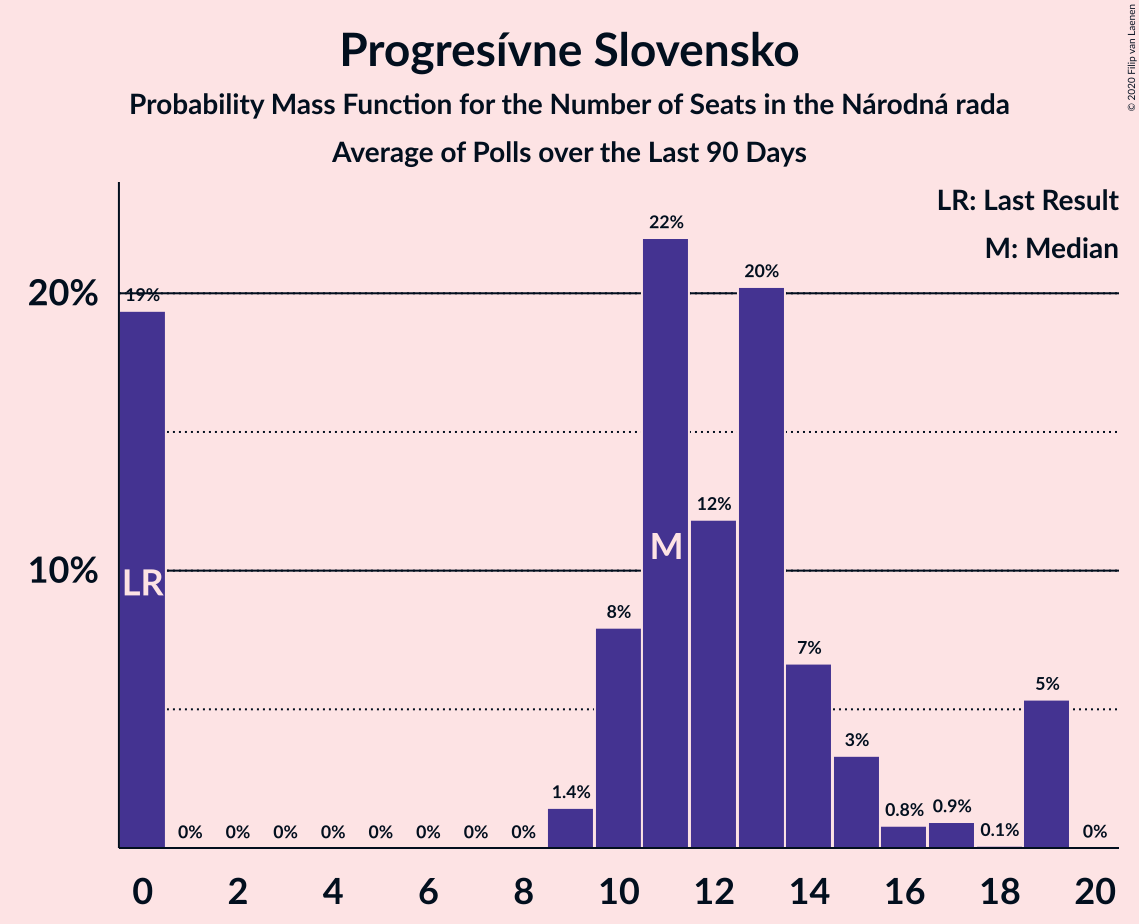 Progresívne Slovensko
Probability Mass Function for the Number of Seats in the Národná rada
Average of Polls over the Last 90 Days
© 2020 Filip van Laenen
LR: Last Result
M: Median
20%
10%
19%
0%
0%
0%
0%
0%
0%
0%
0%
1.4%
8%
22%
12%
20%
7%
3%
0.8%
0.9%
0.1%
5%
0%
LR
M
0 2 4 6 8 10 12 14 16 18 20